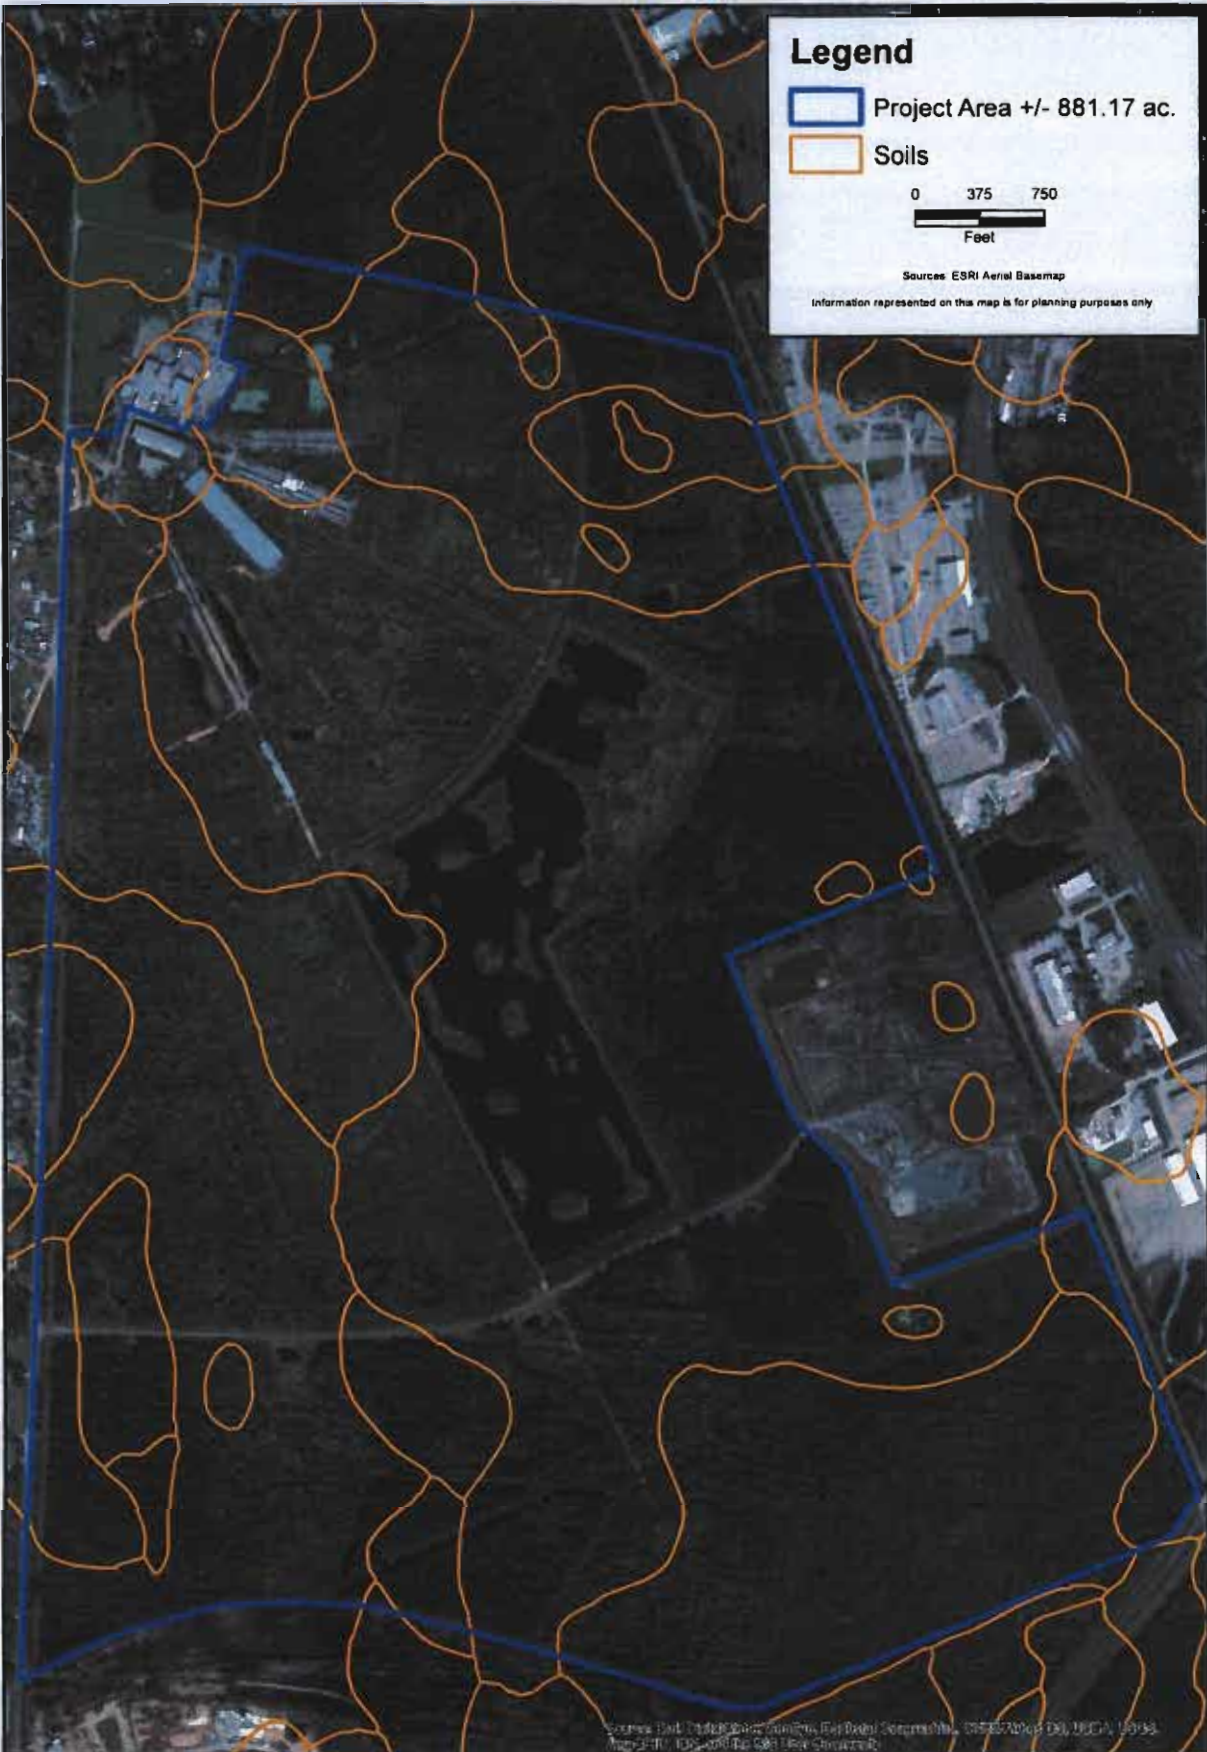 Legend
Project Area +/- 881.17 ac.
Soils
0 375 750
Feet
Sources: ESRI Aerial Basemap
Information represented on this map is for planning purposes only